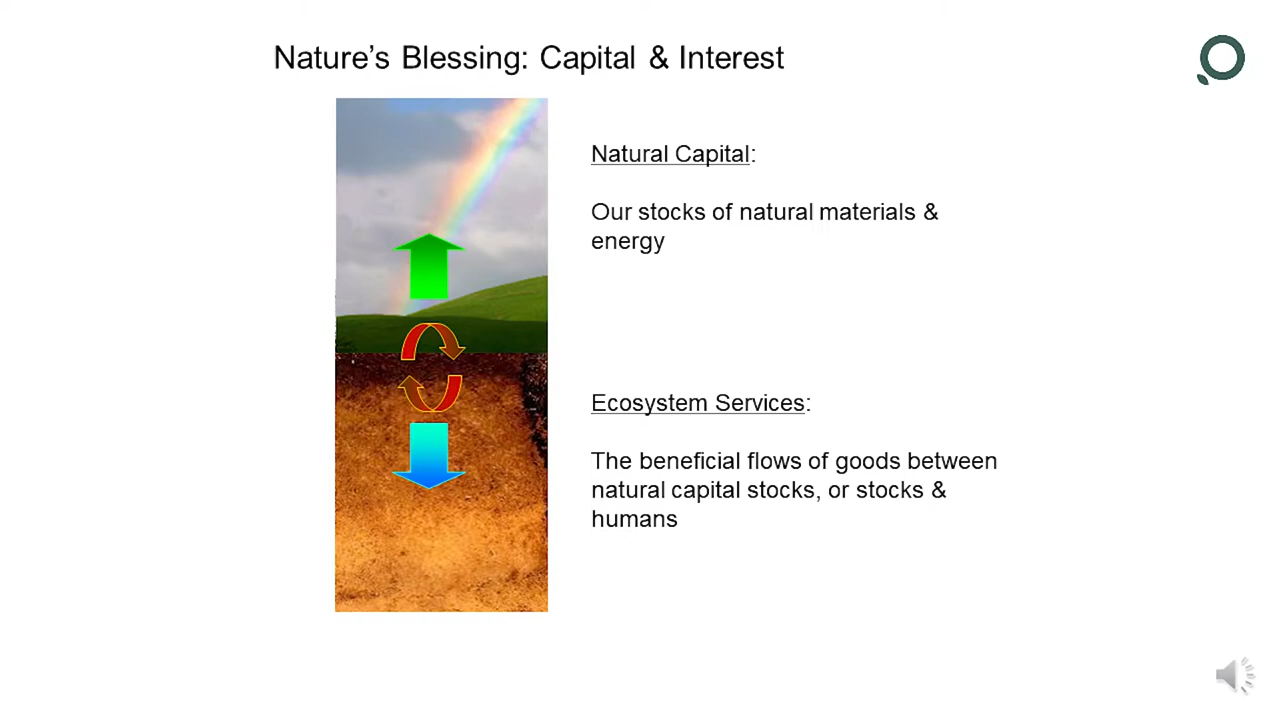 Nature’s Blessing: Capital & Interest
Natural Capital:
Our stocks of natural materials &
energy
Ecosystem Services:
The beneficial flows of goods between
natural capital stocks, or stocks &
humans